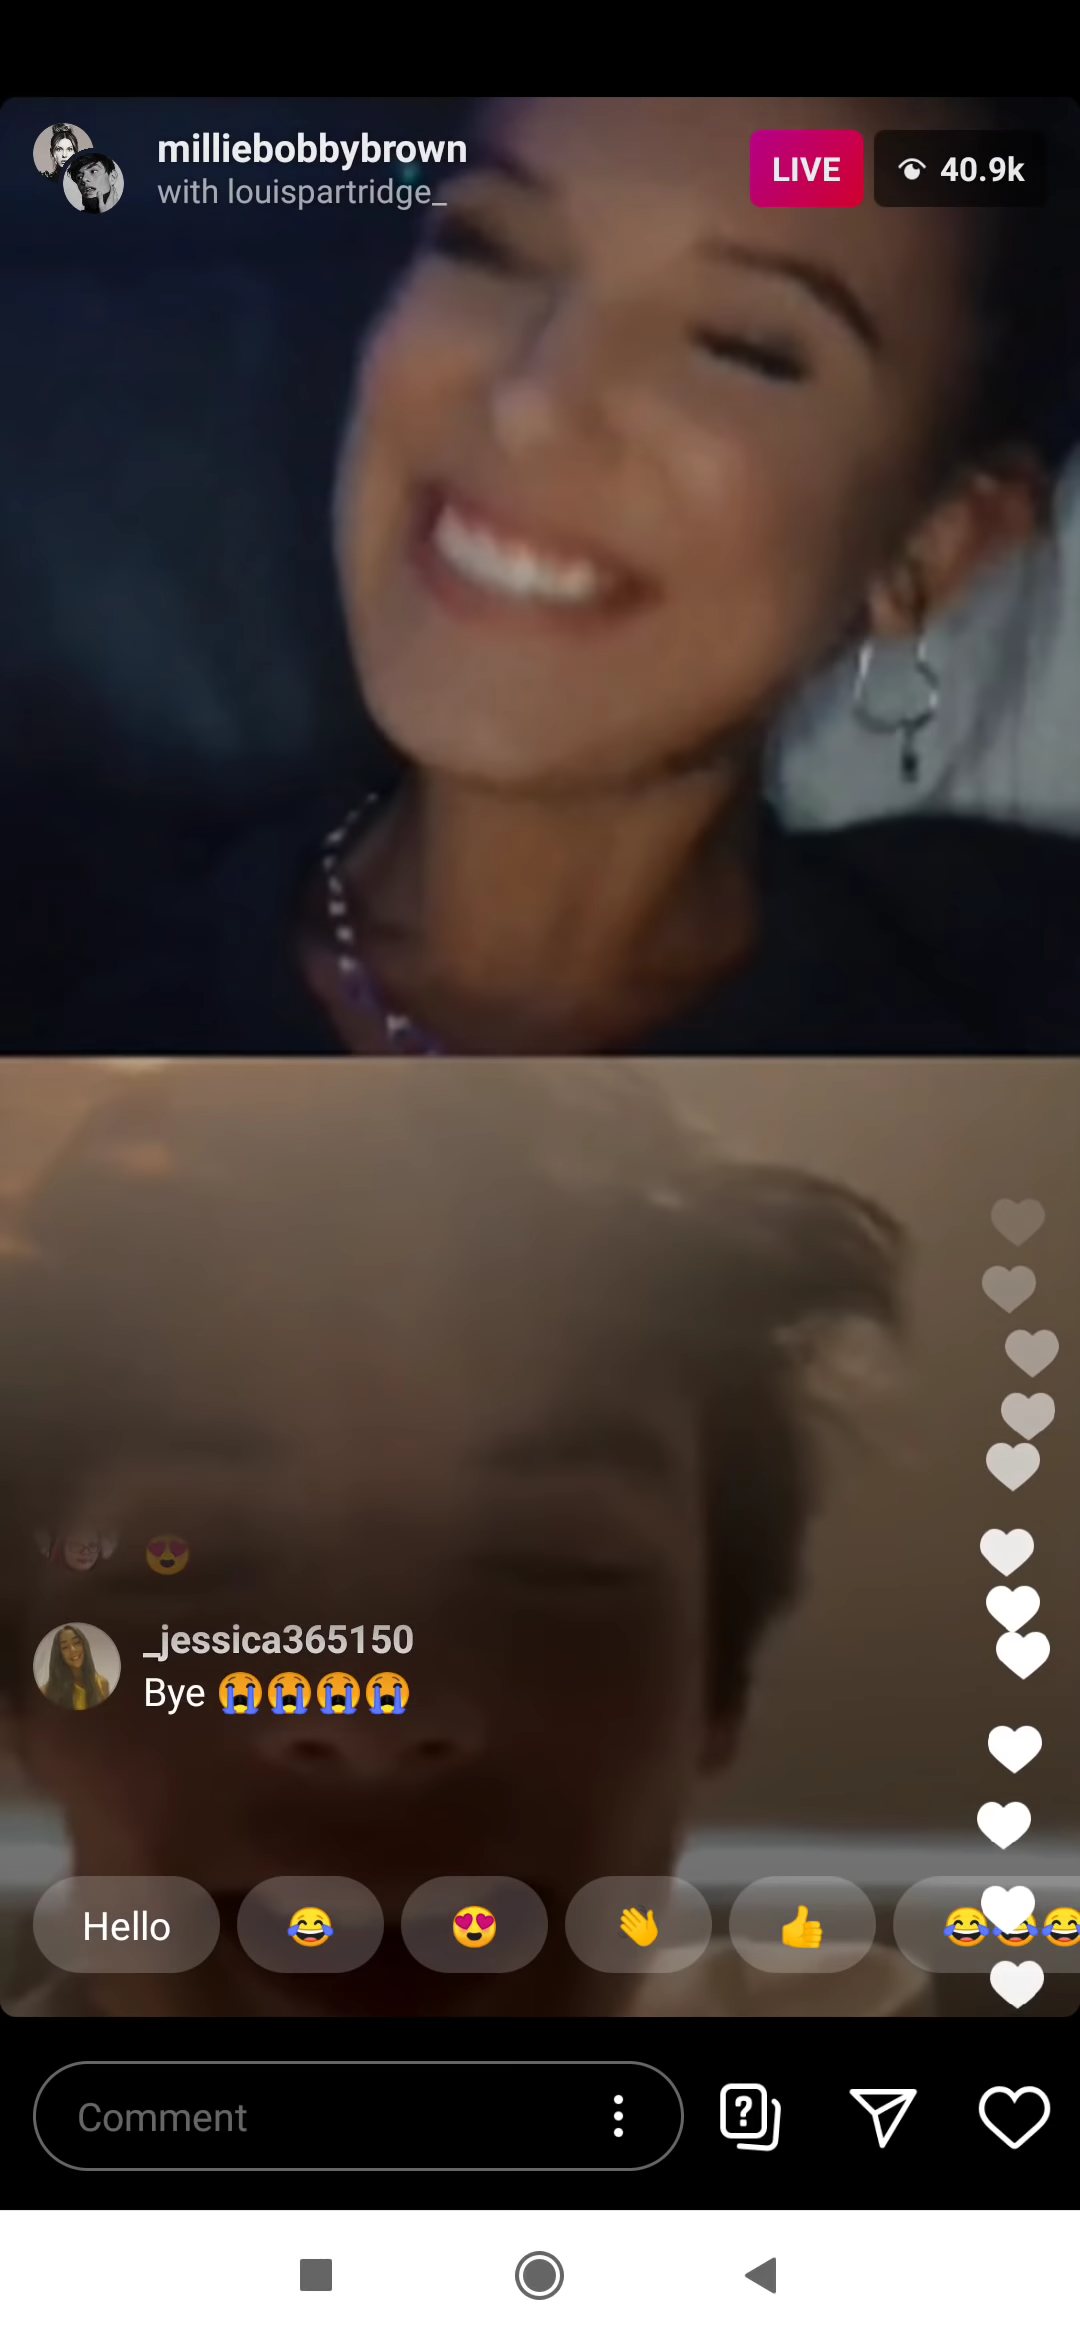 milliebobbybrown
with louispartridge_
LIVE
40.9k
😍
_jessica365150
Bye 😭😭😭😭
Hello
😂
😍
👋
👍
😂😂😂
Comment
?